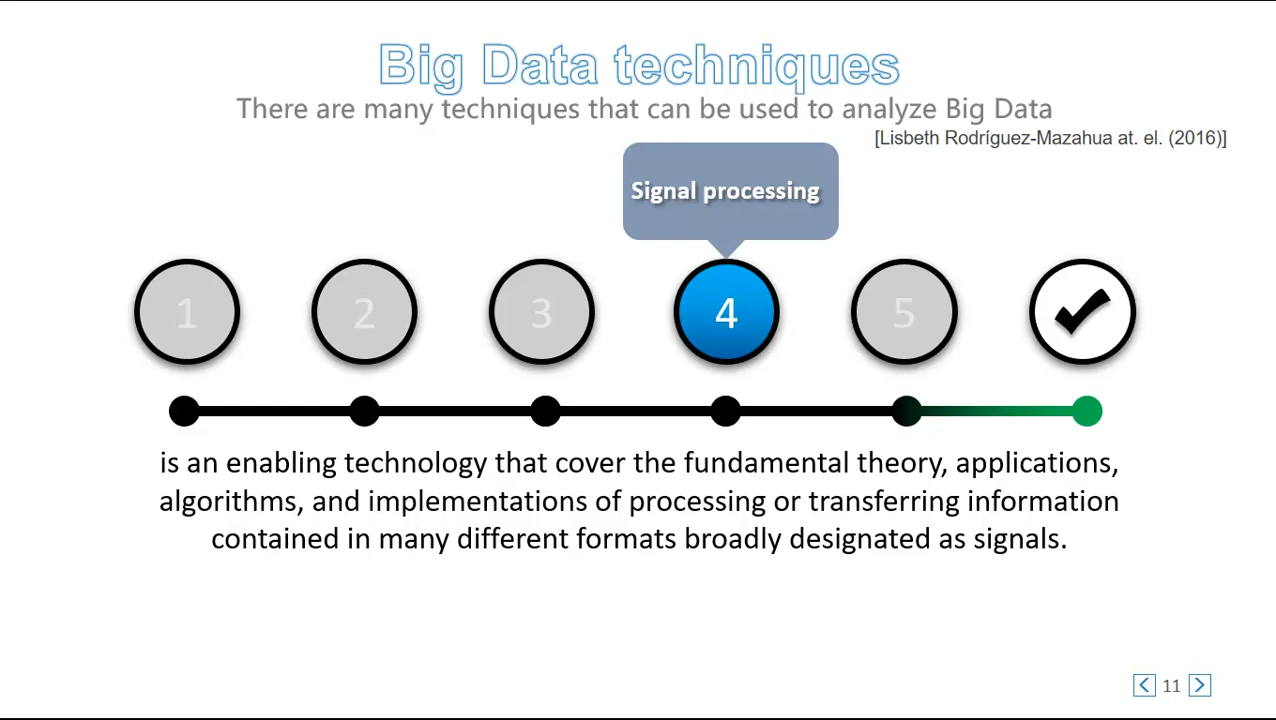 Big Data techniques
There are many techniques that can be used to analyze Big Data
[Lisbeth Rodríguez-Mazahua at. el. (2016)]
Signal processing
1 2 3 4 5
is an enabling technology that cover the fundamental theory, applications,
algorithms, and implementations of processing or transferring information
contained in many different formats broadly designated as signals.
11